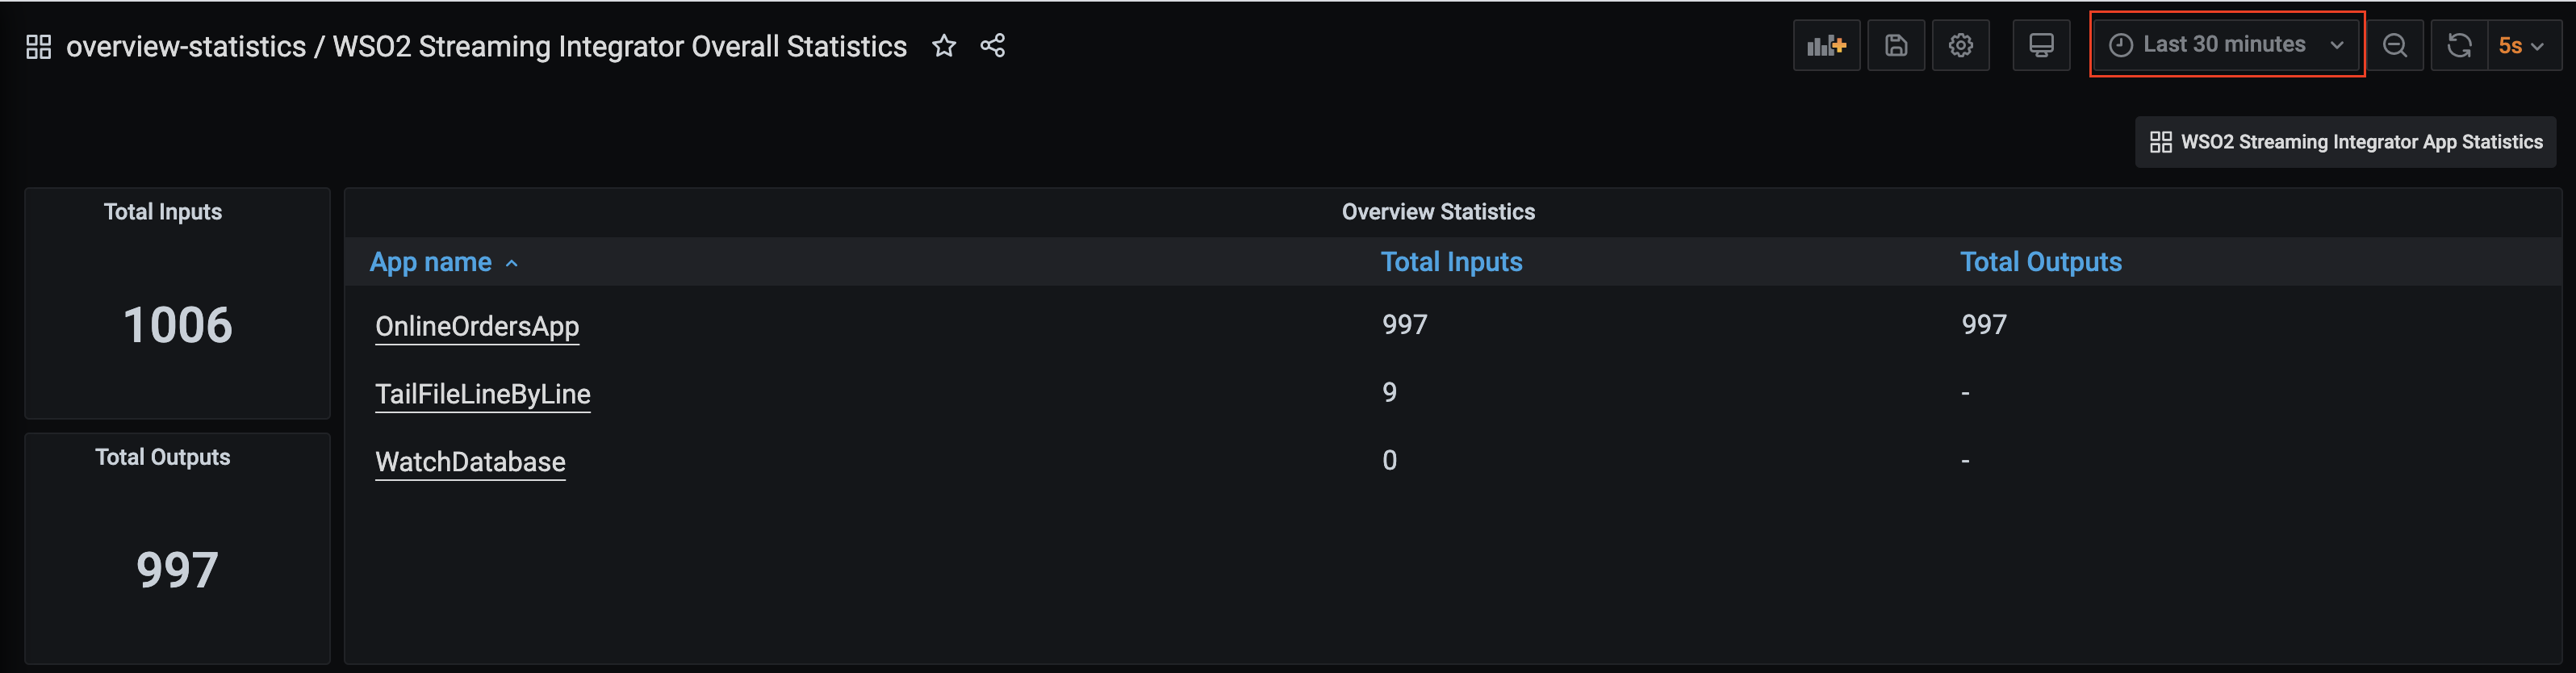 overview-statistics / WSO2 Streaming Integrator Overall Statistics
Last 30 minutes
5s
WSO2 Streaming Integrator App Statistics
Total Inputs
1006
Total Outputs
997
Overview Statistics
App name Total Inputs Total Outputs
OnlineOrdersApp 997 997
TailFileLineByLine 9 -
WatchDatabase 0 -